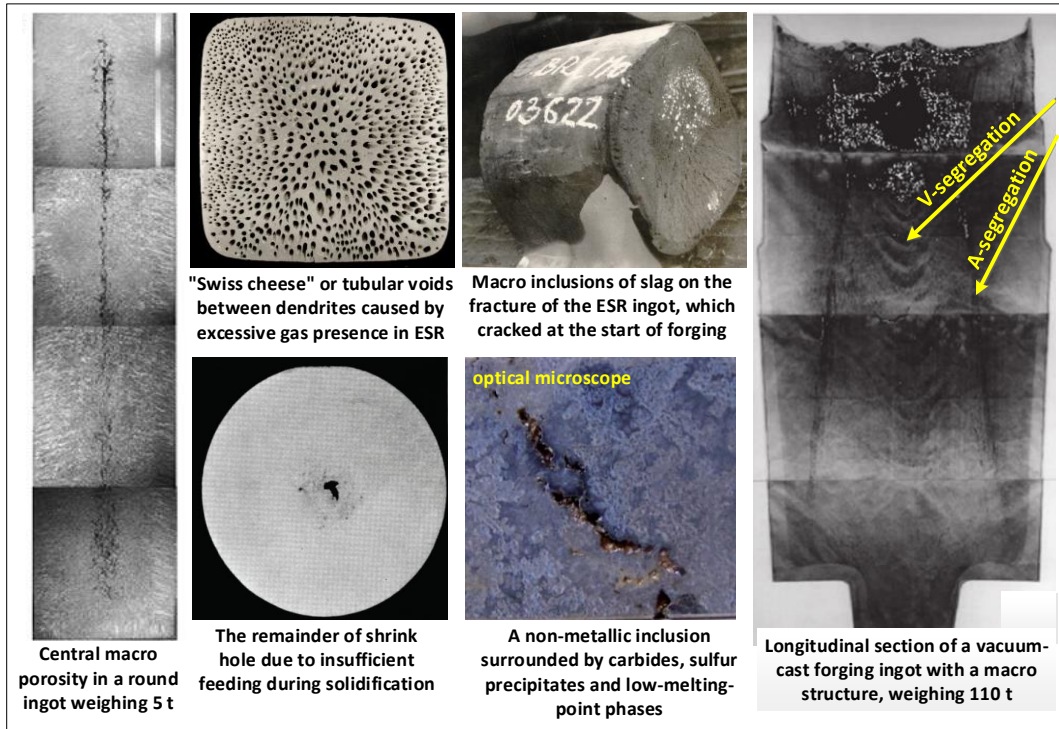 "Swiss cheese" or tubular voids
between dendrites caused by
excessive gas presence in ESR
03622
Macro inclusions of slag on the
fracture of the ESR ingot, which
cracked at the start of forging
V-segregation
A-segregation
Central macro
porosity in a round
ingot weighing 5 t
The remainder of shrink
hole due to insufficient
feeding during solidification
optical microscope
A non-metallic inclusion
surrounded by carbides, sulfur
precipitates and low-melting-
point phases
Longitudinal section of a vacuum-
cast forging ingot with a macro
structure, weighing 110 t